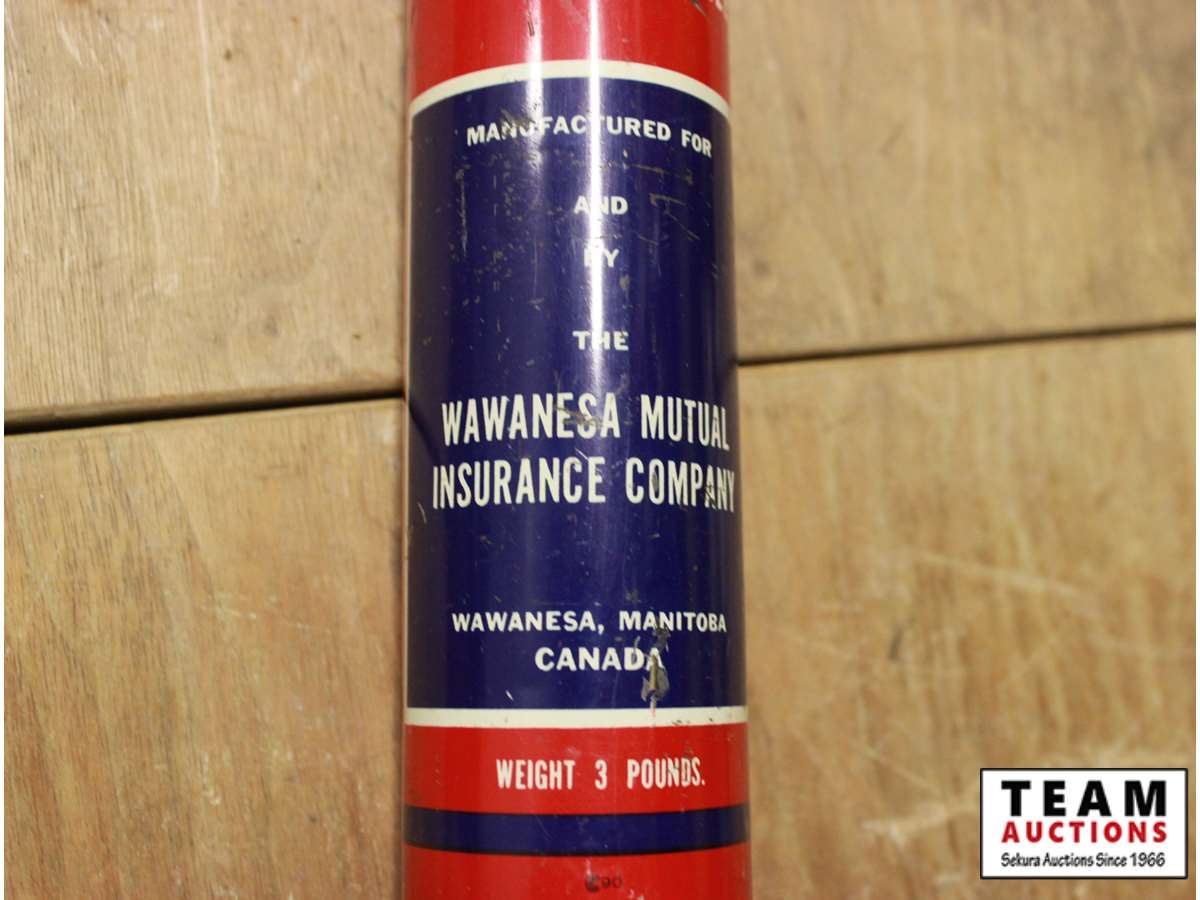 MANUFACTURED FOR
AND
BY
THE
WAWANESA MUTUAL
INSURANCE COMPANY
WAWANESA, MANITOBA
CANADA
WEIGHT 3 POUNDS.
TEAM
AUCTIONS
Sekura Auctions Since 1966